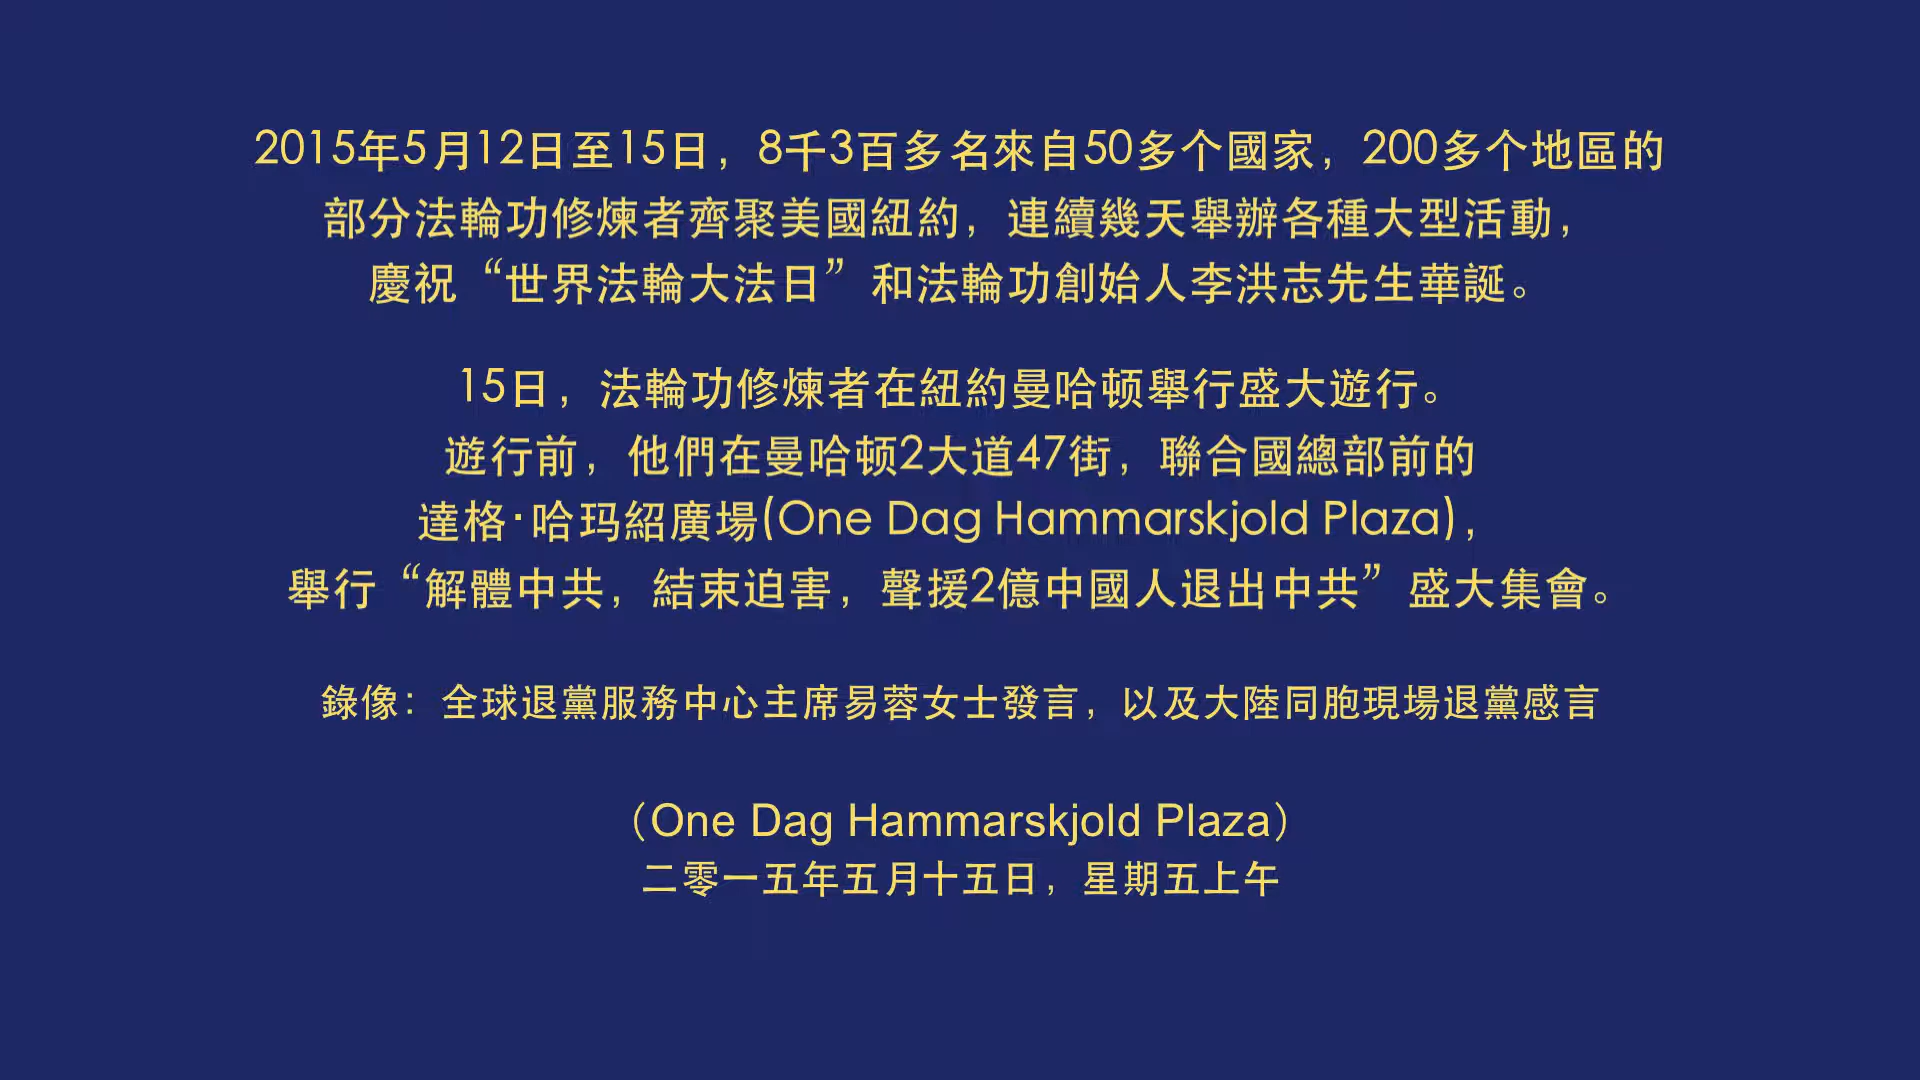 2015年5月12日至15日，8千3百多名來自50多个國家，200多个地區的
部分法輪功修煉者齊聚美國紐約，連續幾天舉辦各種大型活動，
慶祝“世界法輪大法日”和法輪功創始人李洪志先生華誕。
15日，法輪功修煉者在紐約曼哈顿舉行盛大遊行。
遊行前，他們在曼哈顿2大道47街，聯合國總部前的
達格·哈玛紹廣場(One Dag Hammarskjold Plaza)，
舉行“解體中共，結束迫害，聲援2億中國人退出中共”盛大集會。
錄像：全球退黨服務中心主席易蓉女士發言，以及大陸同胞現場退黨感言
（One Dag Hammarskjold Plaza）
二零一五年五月十五日，星期五上午